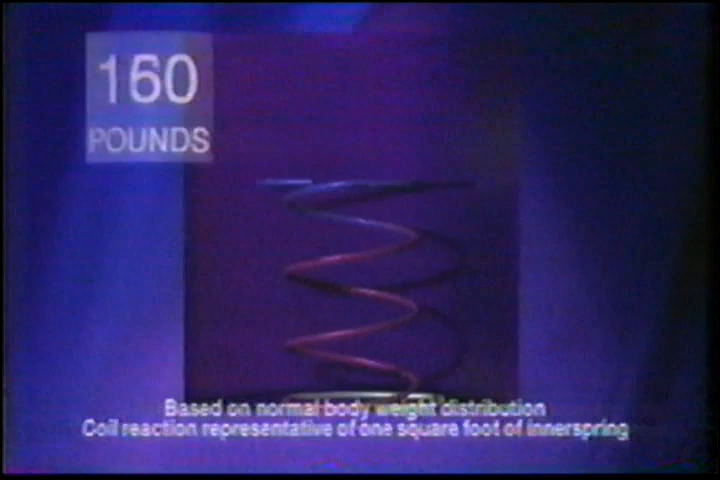 160
POUNDS
Based on normal body weight distribution
Coil reaction representative of one square foot of innerspring